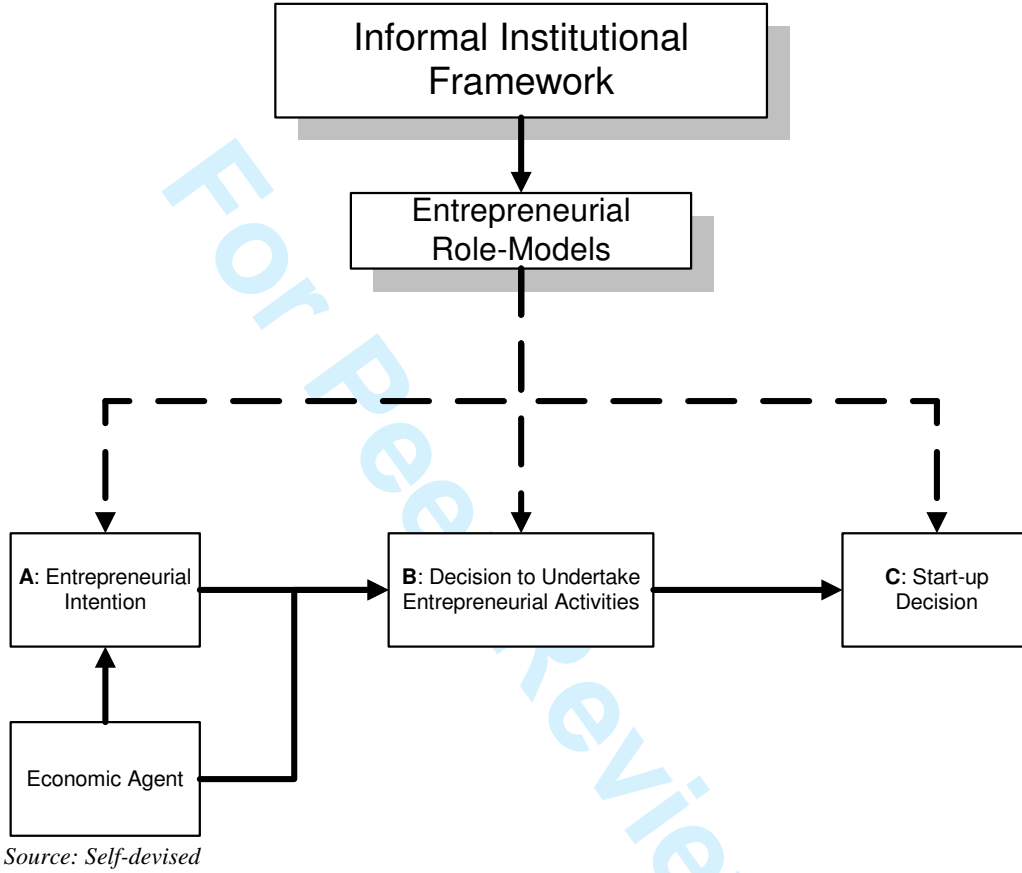 Informal Institutional
Framework
Entrepreneurial
Role-Models
A: Entrepreneurial
Intention
B: Decision to Undertake
Entrepreneurial Activities
C: Start-up
Decision
Economic Agent
Source: Self-devised
For Peer Review